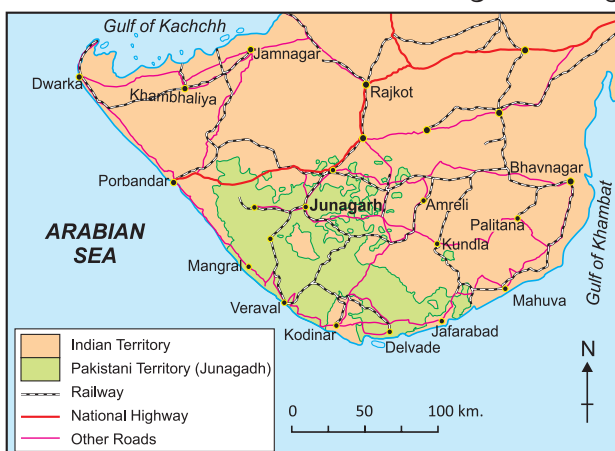 Gulf of Kachchh
Jamnagar
Dwarka
Khambhaliya
Rajkot
Bhavnagar
Porbandar
Junagarh
Amreli
Palitana
ARABIAN
SEA
Gulf of Khambat
Kundla
Mangral
Mahuva
Veraval
Kodinar
Jafarabad
Delvade
Indian Territory
Pakistani Territory (Junagadh)
Railway
National Highway
Other Roads
N
0 50 100 km.